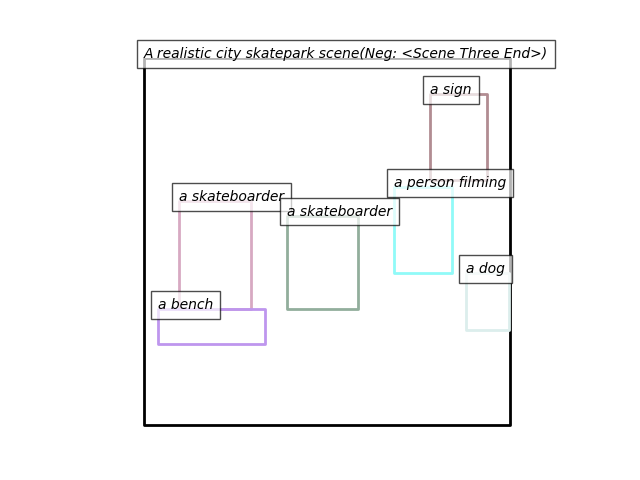 A realistic city skatepark scene(Neg: <Scene Three End>)
a sign
a person filming
a skateboarder
a skateboarder
a dog
a bench